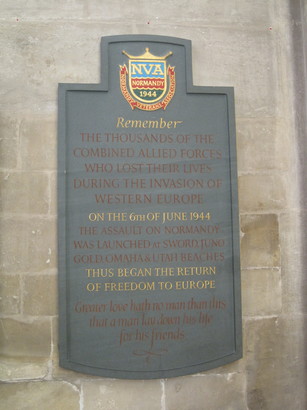 NVA
NORMANDY
1944
Remember
THE THOUSANDS OF THE
COMBINED ALLIED FORCES
WHO LOST THEIR LIVES
DURING THE INVASION OF
WESTERN EUROPE
ON THE 6TH OF JUNE 1944
THE ASSAULT ON NORMANDY
WAS LAUNCHED AT SWORD JUNO
GOLD, OMAHA & UTAH BEACHES
THUS BEGAN THE RETURN
OF FREEDOM TO EUROPE
Greater love hath no man than this
that a man lay down his life
for his friends